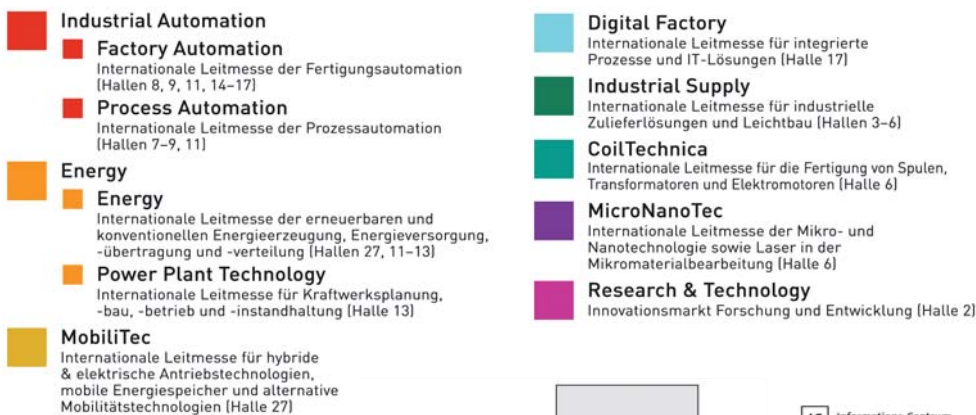 Industrial Automation
Factory Automation
Internationale Leitmesse der Fertigungsautomation
(Hallen 8, 9, 11, 14–17)
Process Automation
Internationale Leitmesse der Prozessautomation
(Hallen 7–9, 11)
Energy
Energy
Internationale Leitmesse der erneuerbaren und
konventionellen Energieerzeugung, Energieversorgung,
-übertragung und -verteilung (Hallen 27, 11–13)
Power Plant Technology
Internationale Leitmesse für Kraftwerksplanung,
-bau, -betrieb und -instandhaltung (Halle 13)
MobiliTec
Internationale Leitmesse für hybride
& elektrische Antriebstechnologien,
mobile Energiespeicher und alternative
Mobilitätstechnologien (Halle 27)
Digital Factory
Internationale Leitmesse für integrierte
Prozesse und IT-Lösungen (Halle 17)
Industrial Supply
Internationale Leitmesse für industrielle
Zulieferlösungen und Leichtbau (Hallen 3–6)
CoilTechnica
Internationale Leitmesse für die Fertigung von Spulen,
Transformatoren und Elektromotoren (Halle 6)
MicroNanoTec
Internationale Leitmesse der Mikro- und
Nanotechnologie sowie Laser in der
Mikromaterialbearbeitung (Halle 6)
Research & Technology
Innovationsmarkt Forschung und Entwicklung (Halle 2)